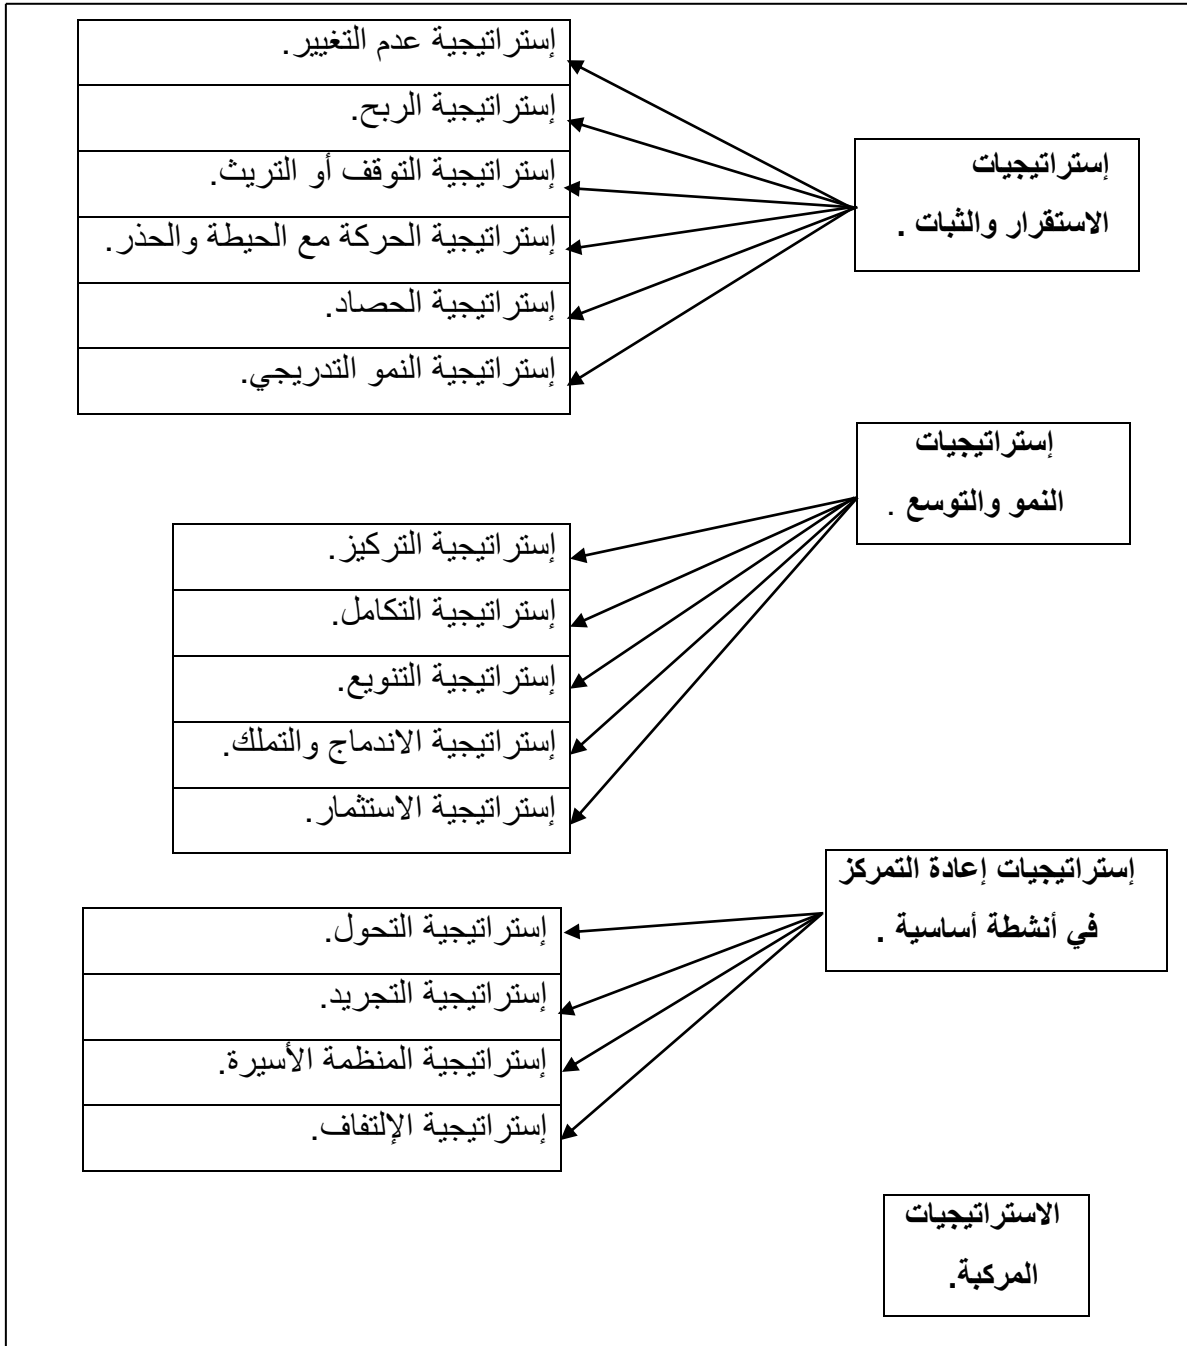 إستراتيجيات
الاستقرار والثبات .
إستراتيجية عدم التغيير.
إستراتيجية الربح.
إستراتيجية التوقف أو التريث.
إستراتيجية الحركة مع الحيطة والحذر.
إستراتيجية الحصاد.
إستراتيجية النمو التدريجي.
إستراتيجيات
النمو والتوسع .
إستراتيجية التركيز.
إستراتيجية التكامل.
إستراتيجية التنويع.
إستراتيجية الاندماج والتملك.
إستراتيجية الاستثمار.
إستراتيجيات إعادة التمركز
في أنشطة أساسية .
إستراتيجية التحول.
إستراتيجية التجريد.
إستراتيجية المنظمة الأسيرة.
إستراتيجية الإلتفاف.
الاستراتيجيات
المركبة.